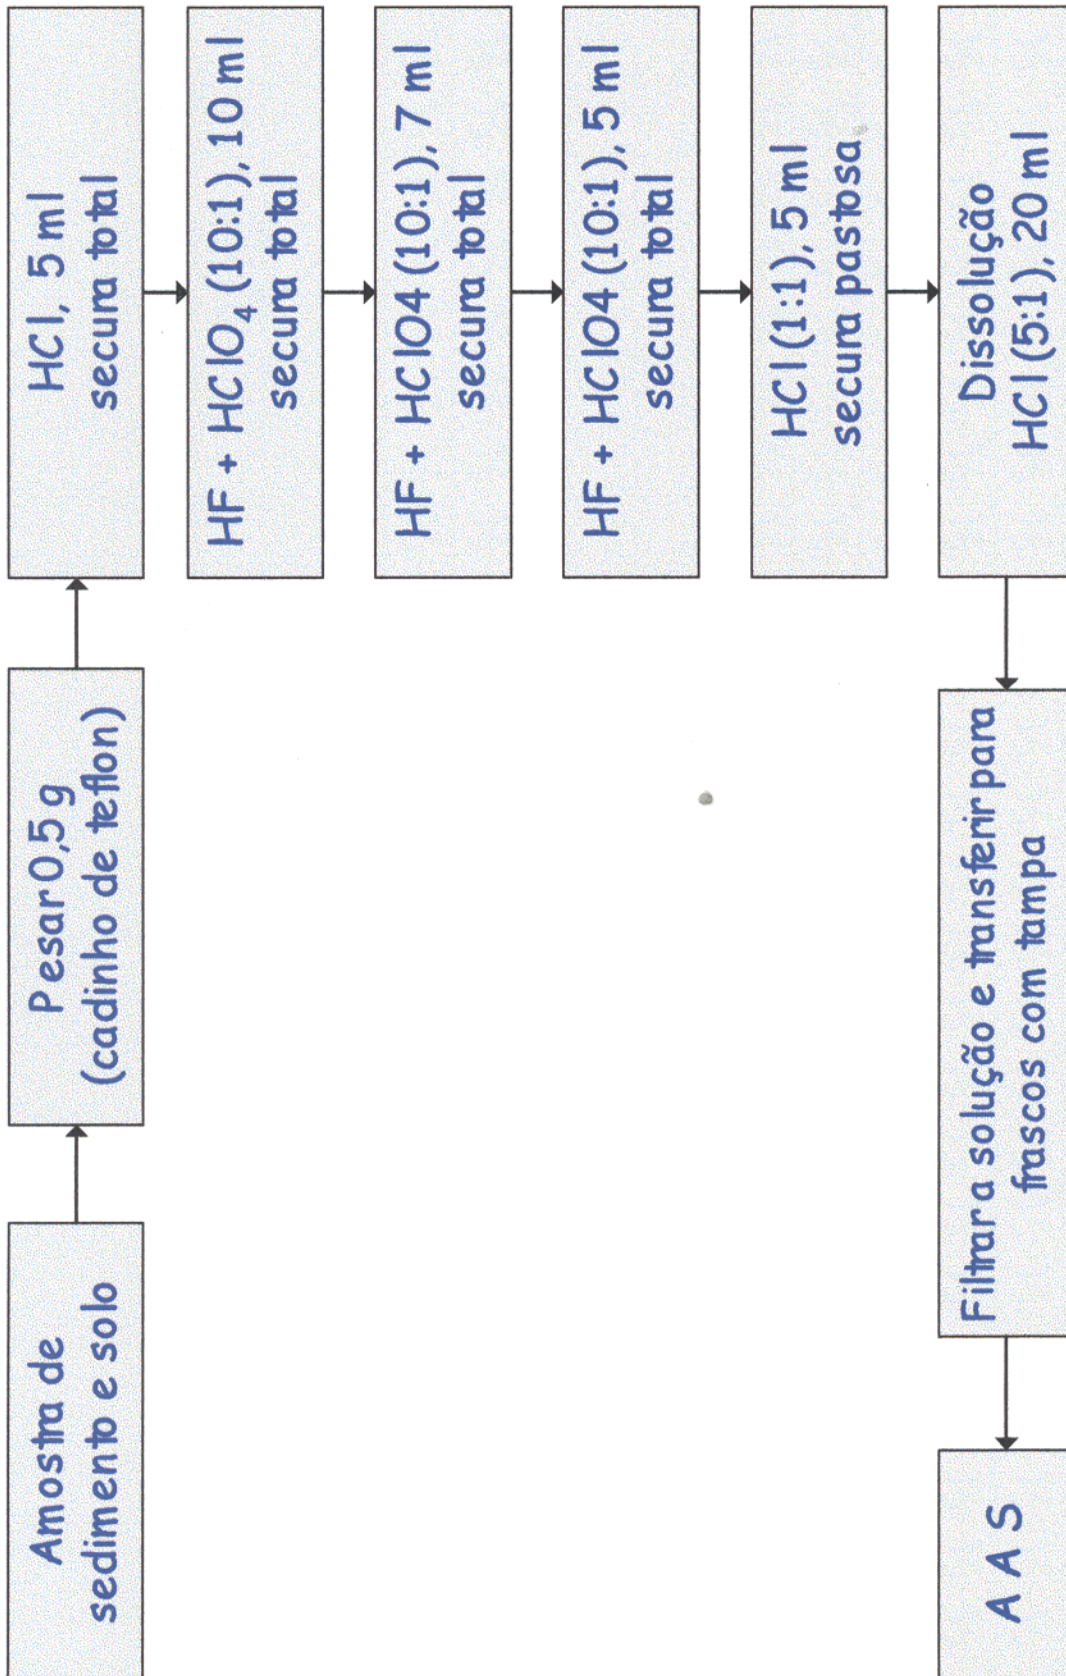 Amostra de
sedimento e solo
Pesar 0,5 g
(cadinho de teflon)
HCl, 5 ml
secura total
HF + HClO₄ (10:1), 10 ml
secura total
HF + HClO4 (10:1), 7 ml
secura total
HF + HClO4 (10:1), 5 ml
secura total
HCl (1:1), 5 ml
secura pastosa
Dissolução
HCl (5:1), 20 ml
Filtrar a solução e transferir para
frascos com tampa
A A S